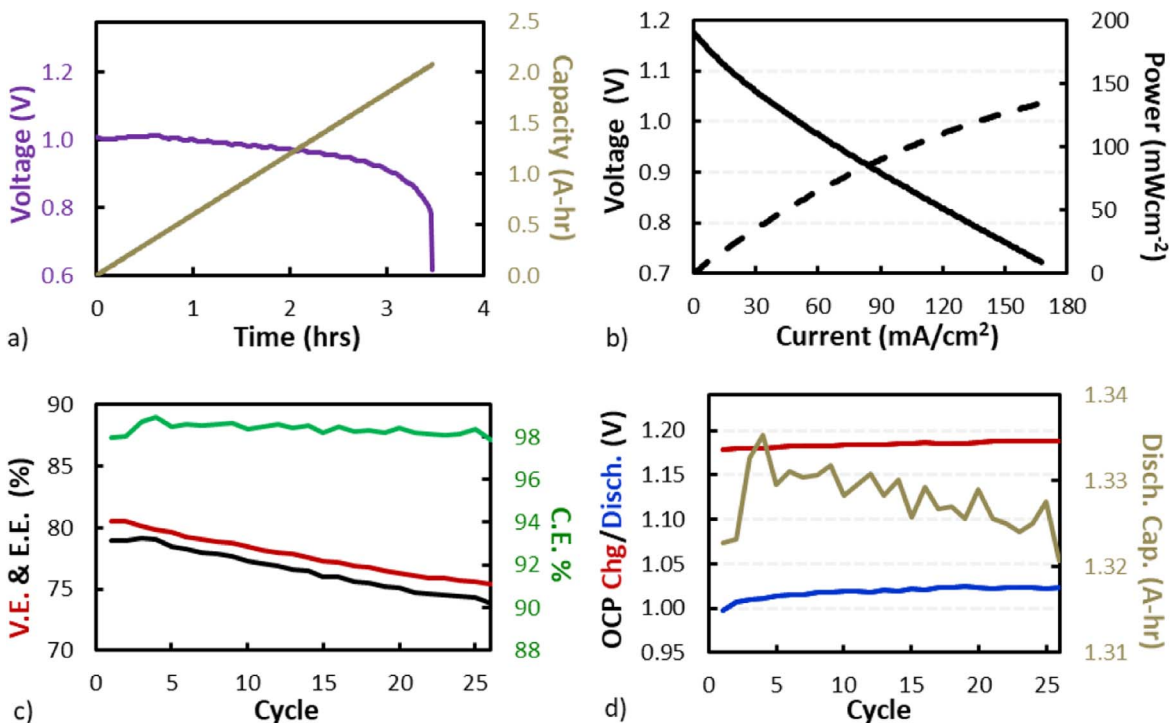 Voltage (V)
1.2
1.0
0.8
0.6
2.5
2.0
1.5
1.0
0.5
0.0
Capacity (A-hr)
0 1 2 3 4
Time (hrs)
a)
Voltage (V)
1.2
1.1
1.0
0.9
0.8
0.7
200
150
100
50
0
Power (mWcm-2)
0 30 60 90 120 150 180
Current (mA/cm2)
b)
V.E. & E.E. (%)
90
85
80
75
70
98
96
94
92
90
88
C.E. %
0 5 10 15 20 25
Cycle
c)
OCP Chg/Disch. (V)
1.20
1.15
1.10
1.05
1.00
0.95
1.34
1.33
1.32
1.31
Disch. Cap. (A-hr)
0 5 10 15 20 25
Cycle
d)